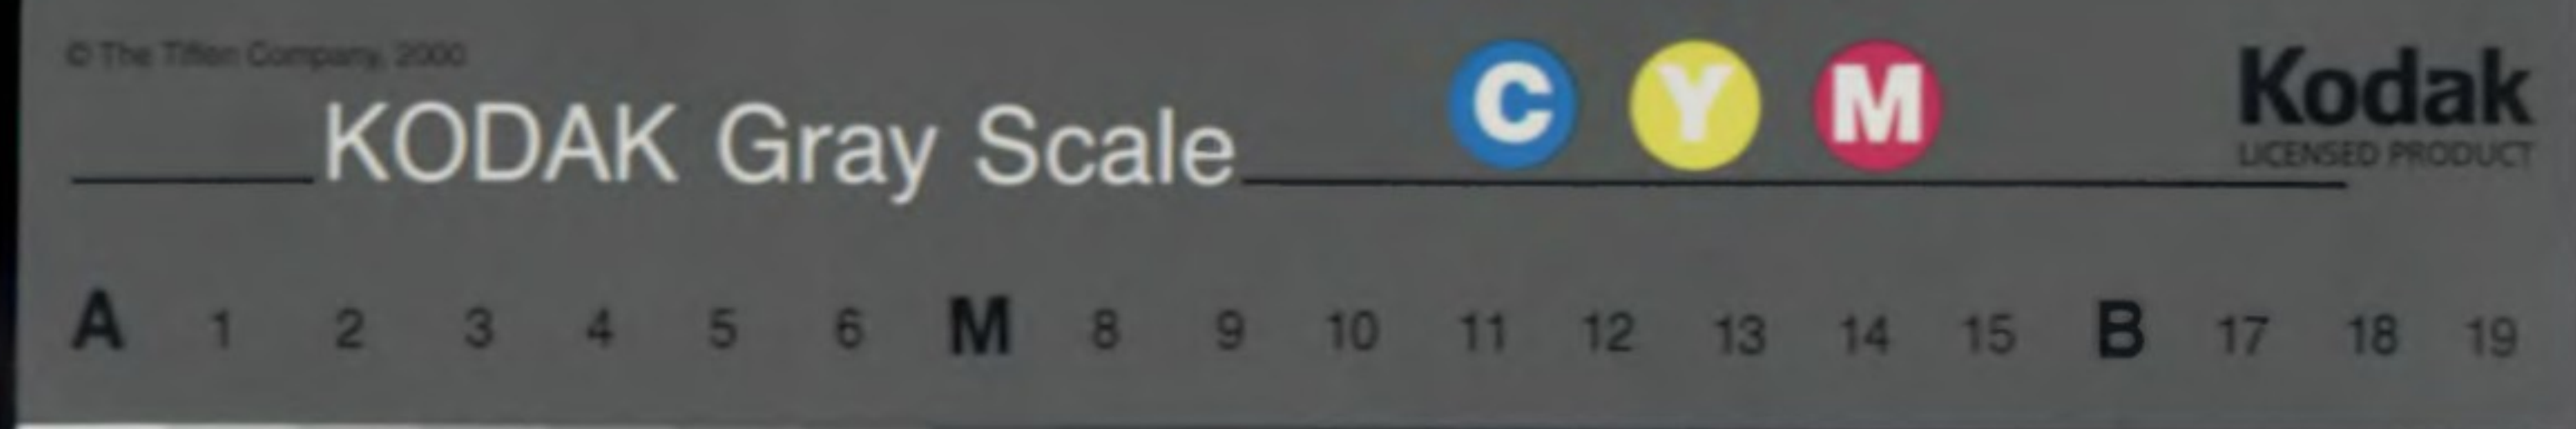 © The Tiffen Company, 2000
KODAK Gray Scale
C Y M
Kodak
LICENSED PRODUCT
A 1 2 3 4 5 6 M 8 9 10 11 12 13 14 15 B 17 18 19